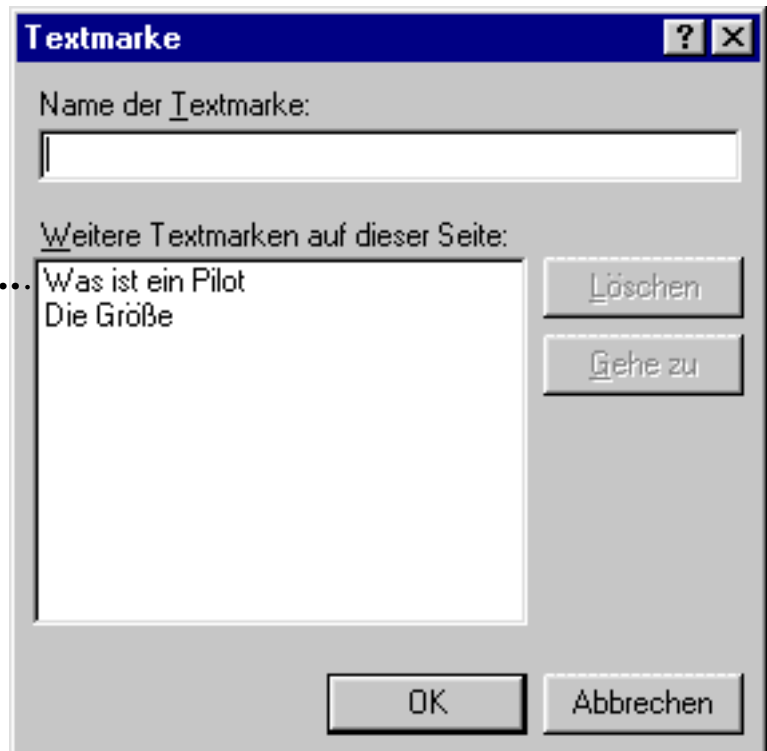 Textmarke
Name der Textmarke:
Weitere Textmarken auf dieser Seite:
Was ist ein Pilot
Die Größe
Löschen
Gehe zu
OK
Abbrechen